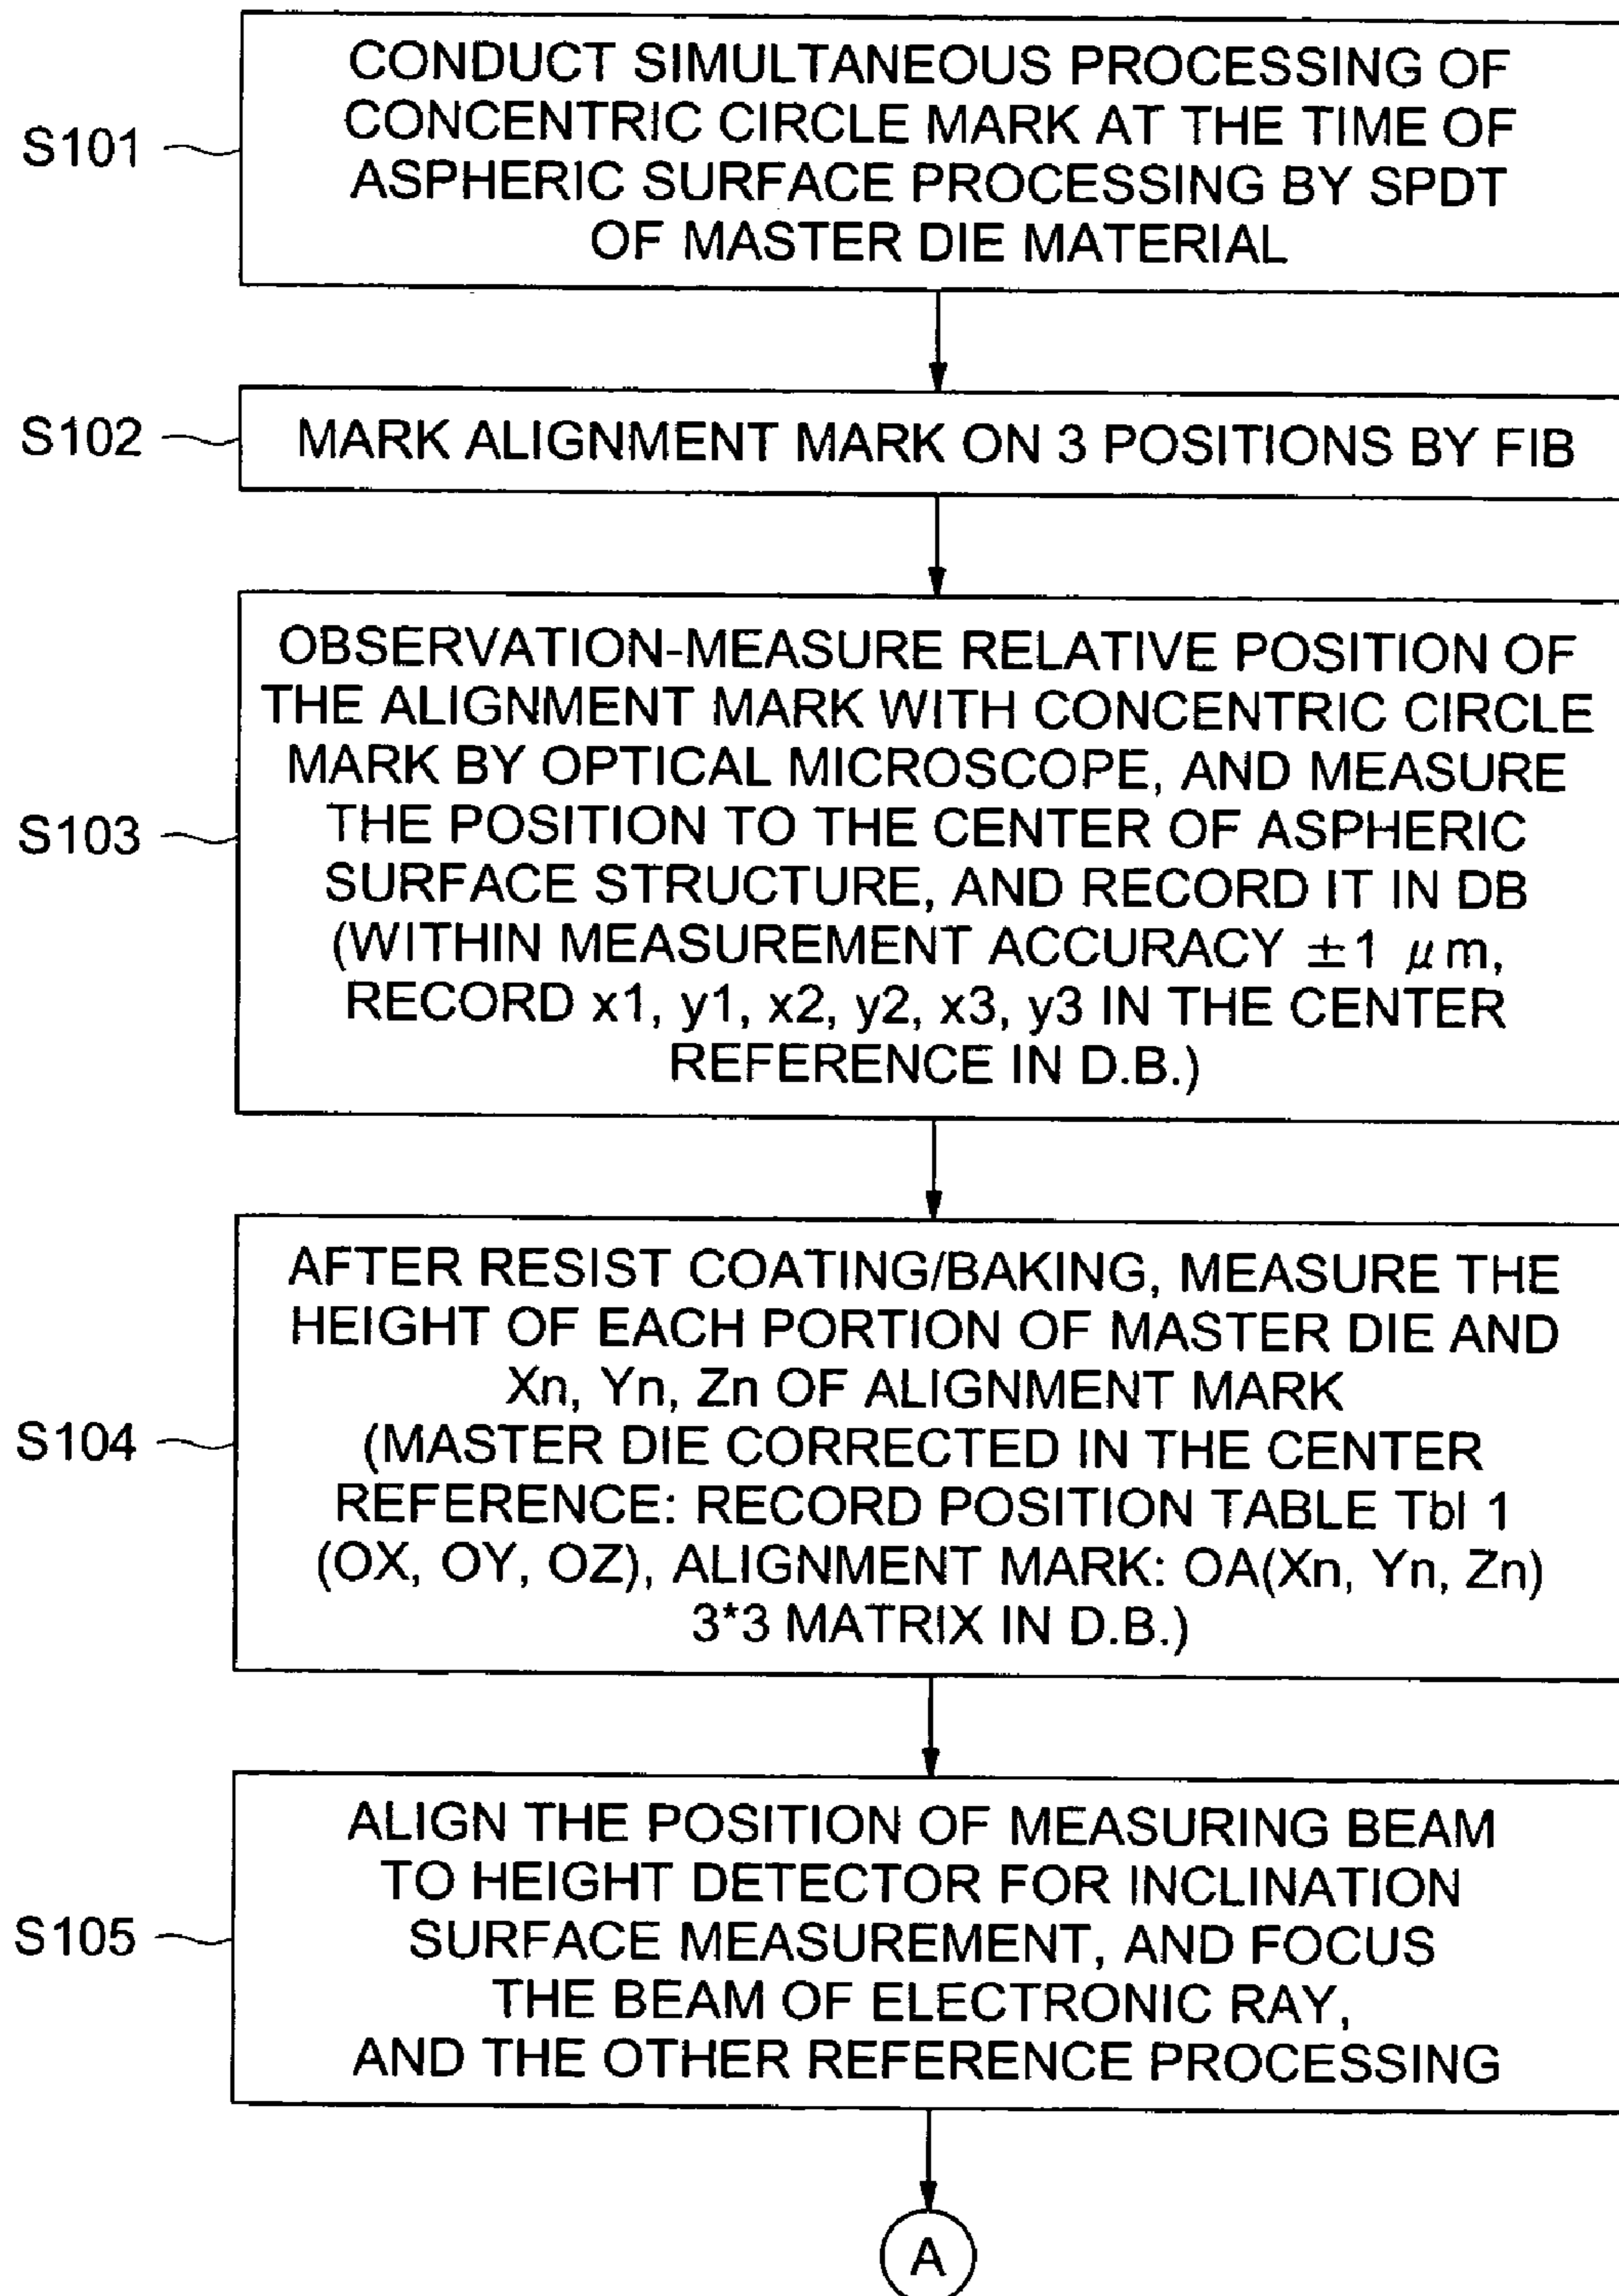 CONDUCT SIMULTANEOUS PROCESSING OF
CONCENTRIC CIRCLE MARK AT THE TIME OF
S101
ASPHERIC SURFACE PROCESSING BY SPDT
OF MASTER DIE MATERIAL
S102
MARK ALIGNMENT MARK ON 3 POSITIONS BY FIB
OBSERVATION-MEASURE RELATIVE POSITION OF
THE ALIGNMENT MARK WITH CONCENTRIC CIRCLE
MARK BY OPTICAL MICROSCOPE, AND MEASURE
S103
THE POSITION TO THE CENTER OF ASPHERIC
SURFACE STRUCTURE, AND RECORD IT IN DB
(WITHIN MEASUREMENT ACCURACY ±1 μm,
RECORD x1, y1, x2, y2, x3, y3 IN THE CENTER
REFERENCE IN D.B.)
AFTER RESIST COATING/BAKING, MEASURE THE
HEIGHT OF EACH PORTION OF MASTER DIE AND
Xn, Yn, Zn OF ALIGNMENT MARK
S104
(MASTER DIE CORRECTED IN THE CENTER
REFERENCE: RECORD POSITION TABLE Tbl 1
(OX, OY, OZ), ALIGNMENT MARK: OA(Xn, Yn, Zn)
3*3 MATRIX IN D.B.)
ALIGN THE POSITION OF MEASURING BEAM
TO HEIGHT DETECTOR FOR INCLINATION
S105
SURFACE MEASUREMENT, AND FOCUS
THE BEAM OF ELECTRONIC RAY,
AND THE OTHER REFERENCE PROCESSING
A